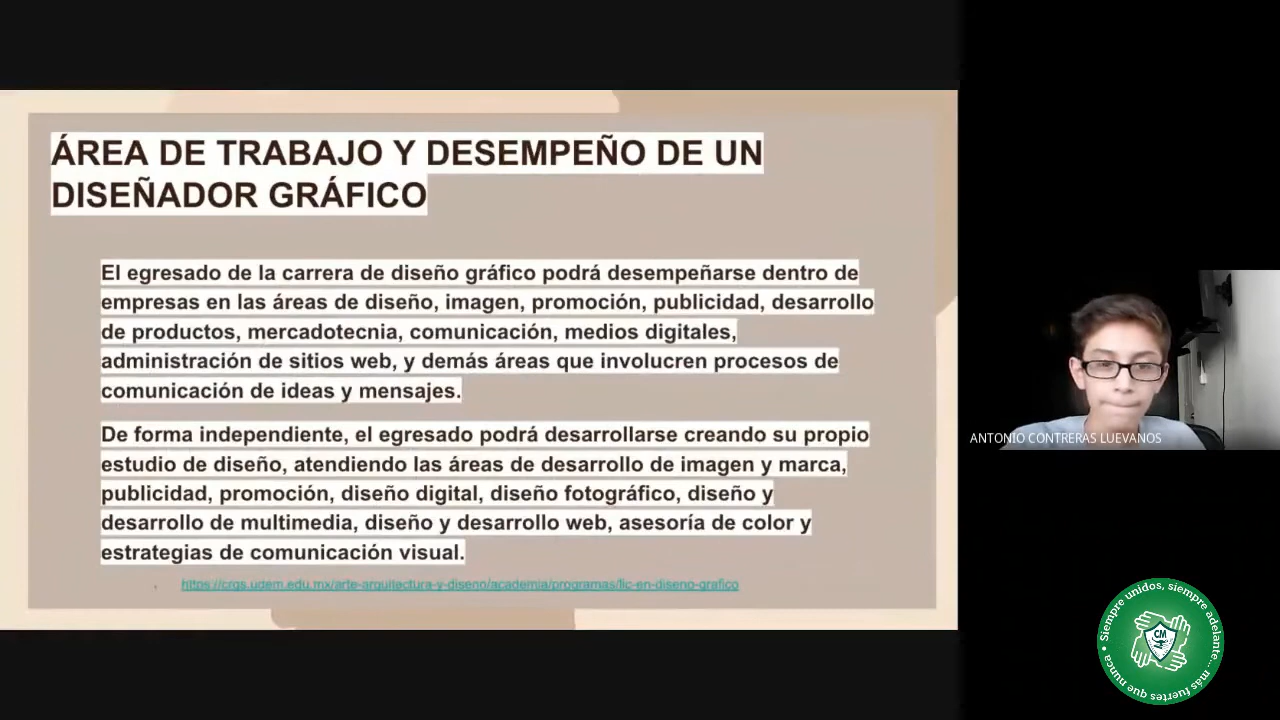 ÁREA DE TRABAJO Y DESEMPEÑO DE UN
DISEÑADOR GRÁFICO
El egresado de la carrera de diseño gráfico podrá desempeñarse dentro de
empresas en las áreas de diseño, imagen, promoción, publicidad, desarrollo
de productos, mercadotecnia, comunicación, medios digitales,
administración de sitios web, y demás áreas que involucren procesos de
comunicación de ideas y mensajes.
De forma independiente, el egresado podrá desarrollarse creando su propio
estudio de diseño, atendiendo las áreas de desarrollo de imagen y marca,
publicidad, promoción, diseño digital, diseño fotográfico, diseño y
desarrollo de multimedia, diseño y desarrollo web, asesoría de color y
estrategias de comunicación visual.
https://crgs.udem.edu.mx/arte-arquitectura-y-diseno/academia/programas/lic-en-diseno-grafico
ANTONIO CONTRERAS LUEVANOS
Siempre unidos, siempre adelante... más fuertes que nunca
CM